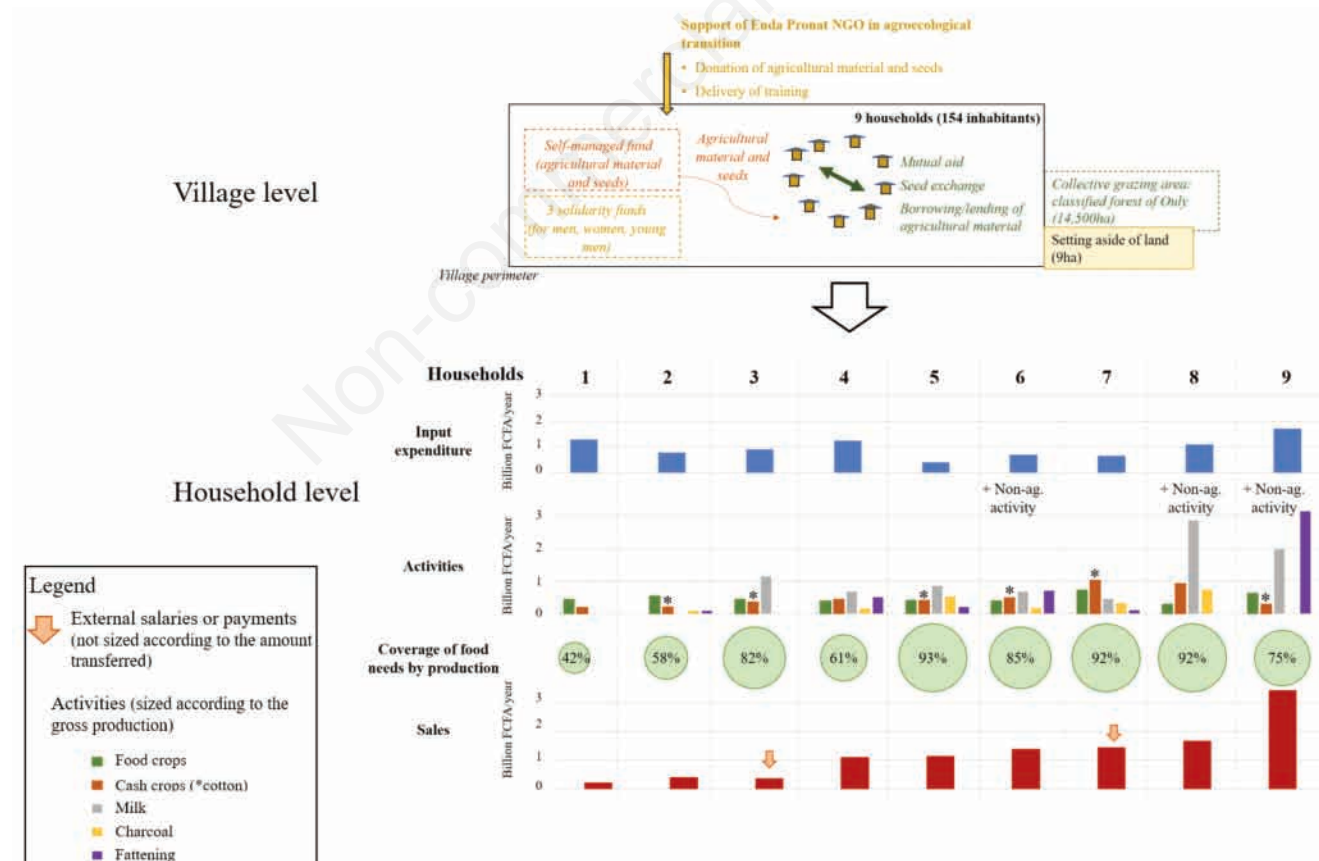 Support of Enda Pronat NGO in agroecological
transition
• Donation of agricultural material and seeds
• Delivery of training
9 households (154 inhabitants)
Self-managed fund
(agricultural material
and seeds)
Agricultural
material and
seeds
3 solidarity funds
(for men, women, young
men)
Mutual aid
Seed exchange
Borrowing/lending of
agricultural material
Collective grazing area:
classified forest of Ouly
(14,500ha)
Setting aside of land
(9ha)
Village level
Village perimeter
Households 1 2 3 4 5 6 7 8 9
Input
expenditure
Billion FCFA/year
3
2
1
0
Household level
+ Non-ag.
activity
+ Non-ag.
activity
+ Non-ag.
activity
Activities
Billion FCFA/year
3
2
1
0
* * * * * *
Coverage of food
needs by production
42% 58% 82% 61% 93% 85% 92% 92% 75%
Sales
Billion FCFA/year
3
2
1
0
Legend
External salaries or payments
(not sized according to the amount
transferred)
Activities (sized according to the
gross production)
Food crops
Cash crops (*cotton)
Milk
Charcoal
Fattening